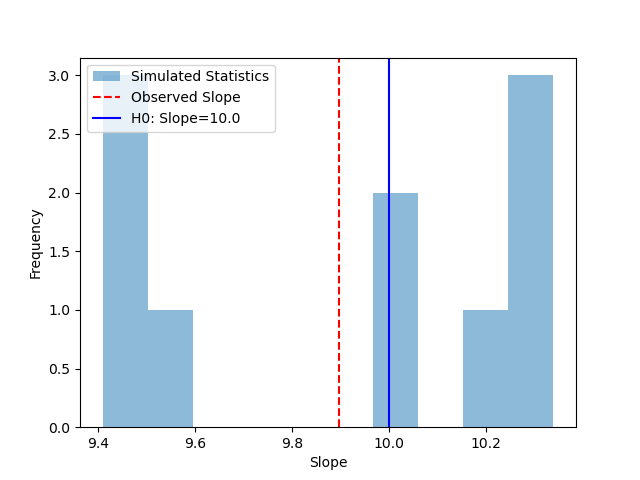 Simulated Statistics
Observed Slope
H0: Slope=10.0
3.0
2.5
2.0
1.5
1.0
0.5
0.0
Frequency
9.4 9.6 9.8 10.0 10.2
Slope